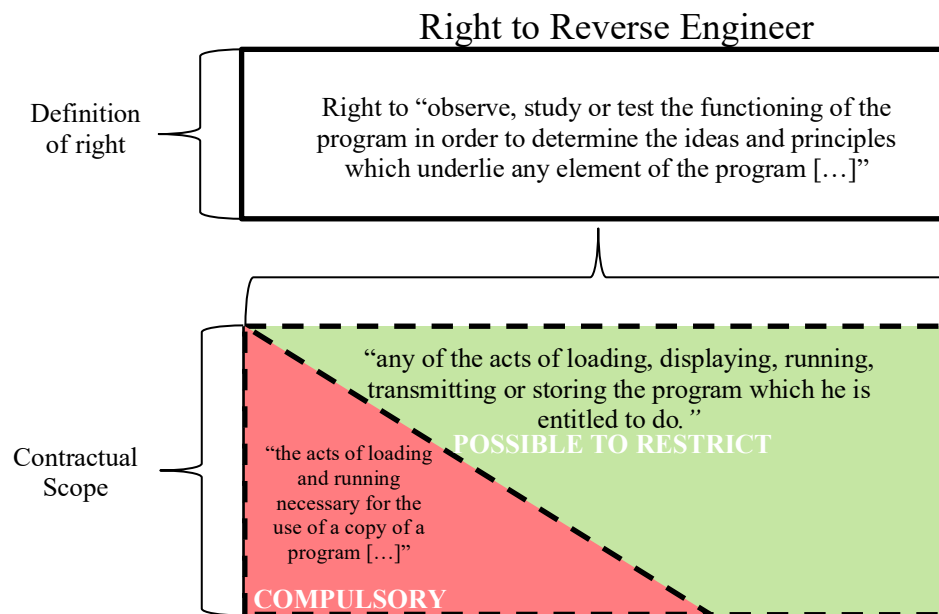 Right to Reverse Engineer
Definition
of right
Right to “observe, study or test the functioning of the
program in order to determine the ideas and principles
which underlie any element of the program […]”
“any of the acts of loading, displaying, running,
transmitting or storing the program which he is
entitled to do.”
POSSIBLE TO RESTRICT
Contractual
Scope
“the acts of loading
and running
necessary for the
use of a copy of a
program […]”
COMPULSORY